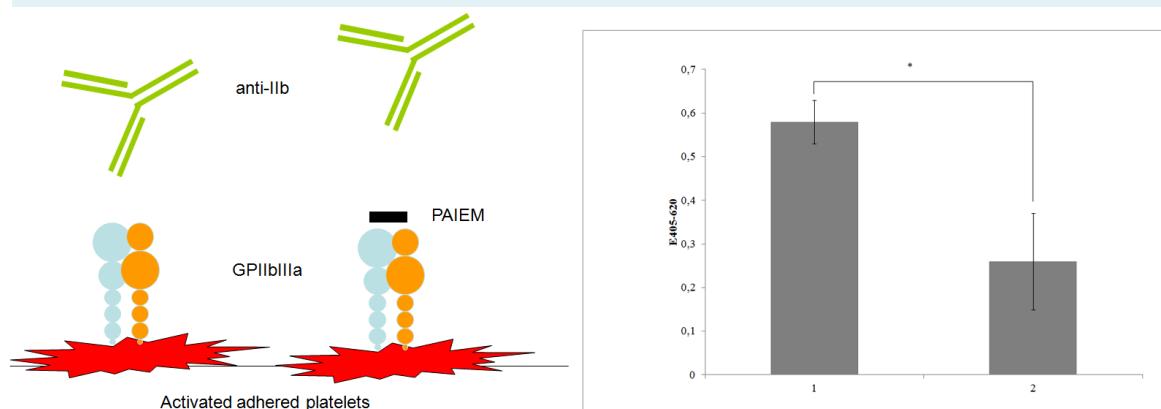 anti-IIb
PAIEM
GPIIbIIIa
Activated adhered platelets
*
0,7
0,6
0,5
0,4
0,3
0,2
0,1
0
E405-620
1 2